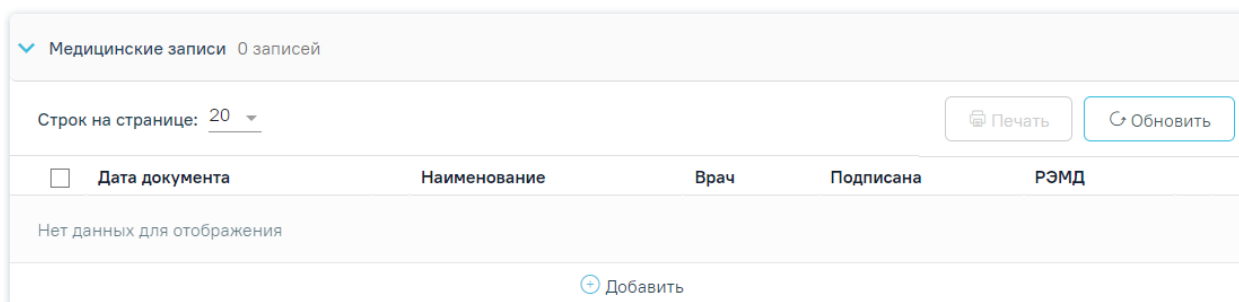 Медицинские записи 0 записей
Строк на странице: 20 Печать Обновить
Дата документа Наименование Врач Подписана РЭМД
Нет данных для отображения
Добавить